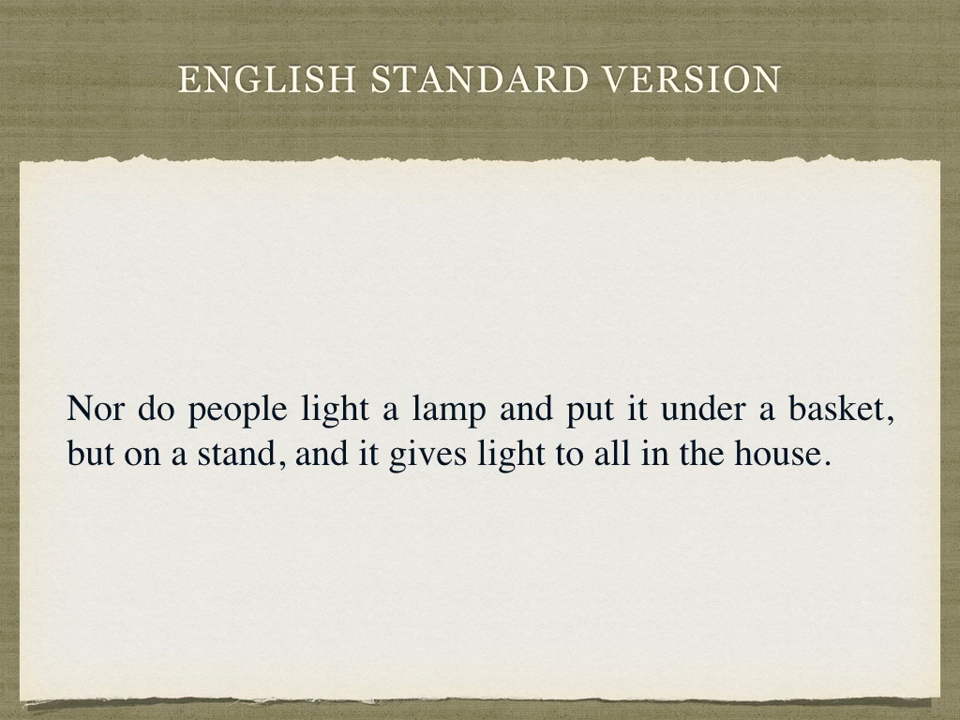 ENGLISH STANDARD VERSION
Nor do people light a lamp and put it under a basket,
but on a stand, and it gives light to all in the house.